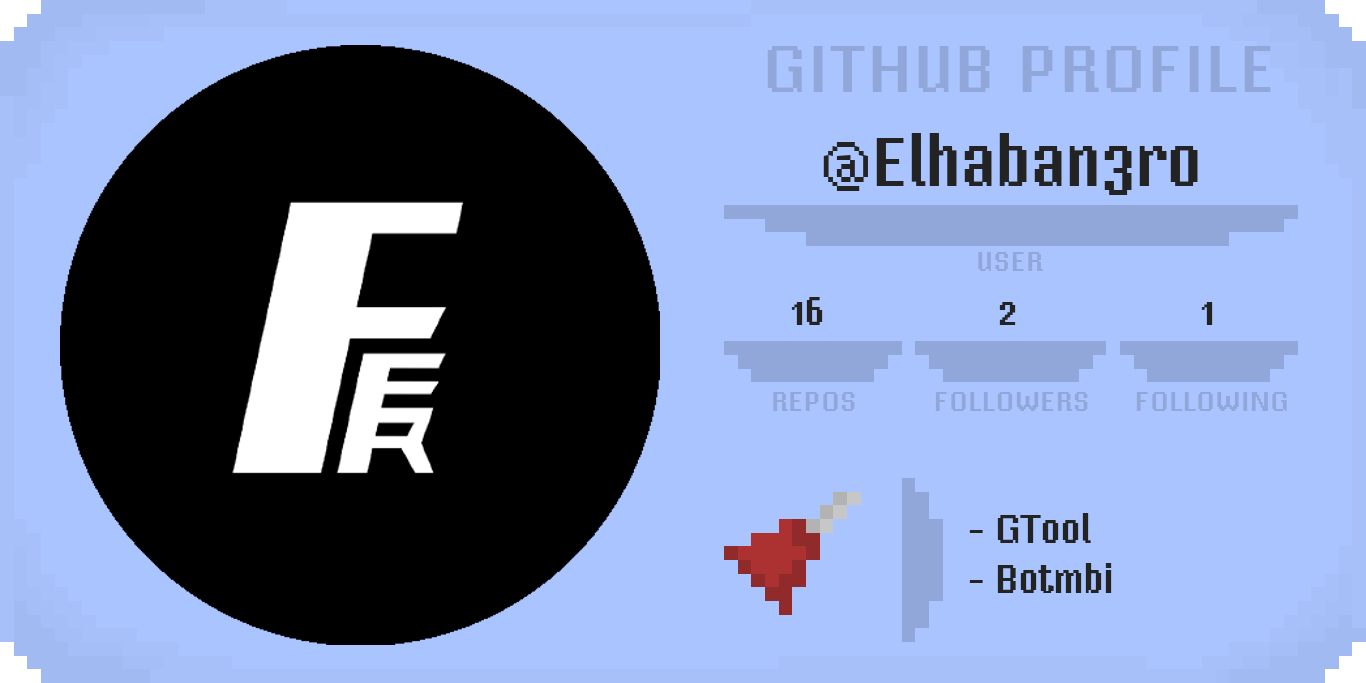 GITHUB PROFILE
@Elhaban3ro
USER
16 2 1
REPOS FOLLOWERS FOLLOWING
- GTool
- Botmbi